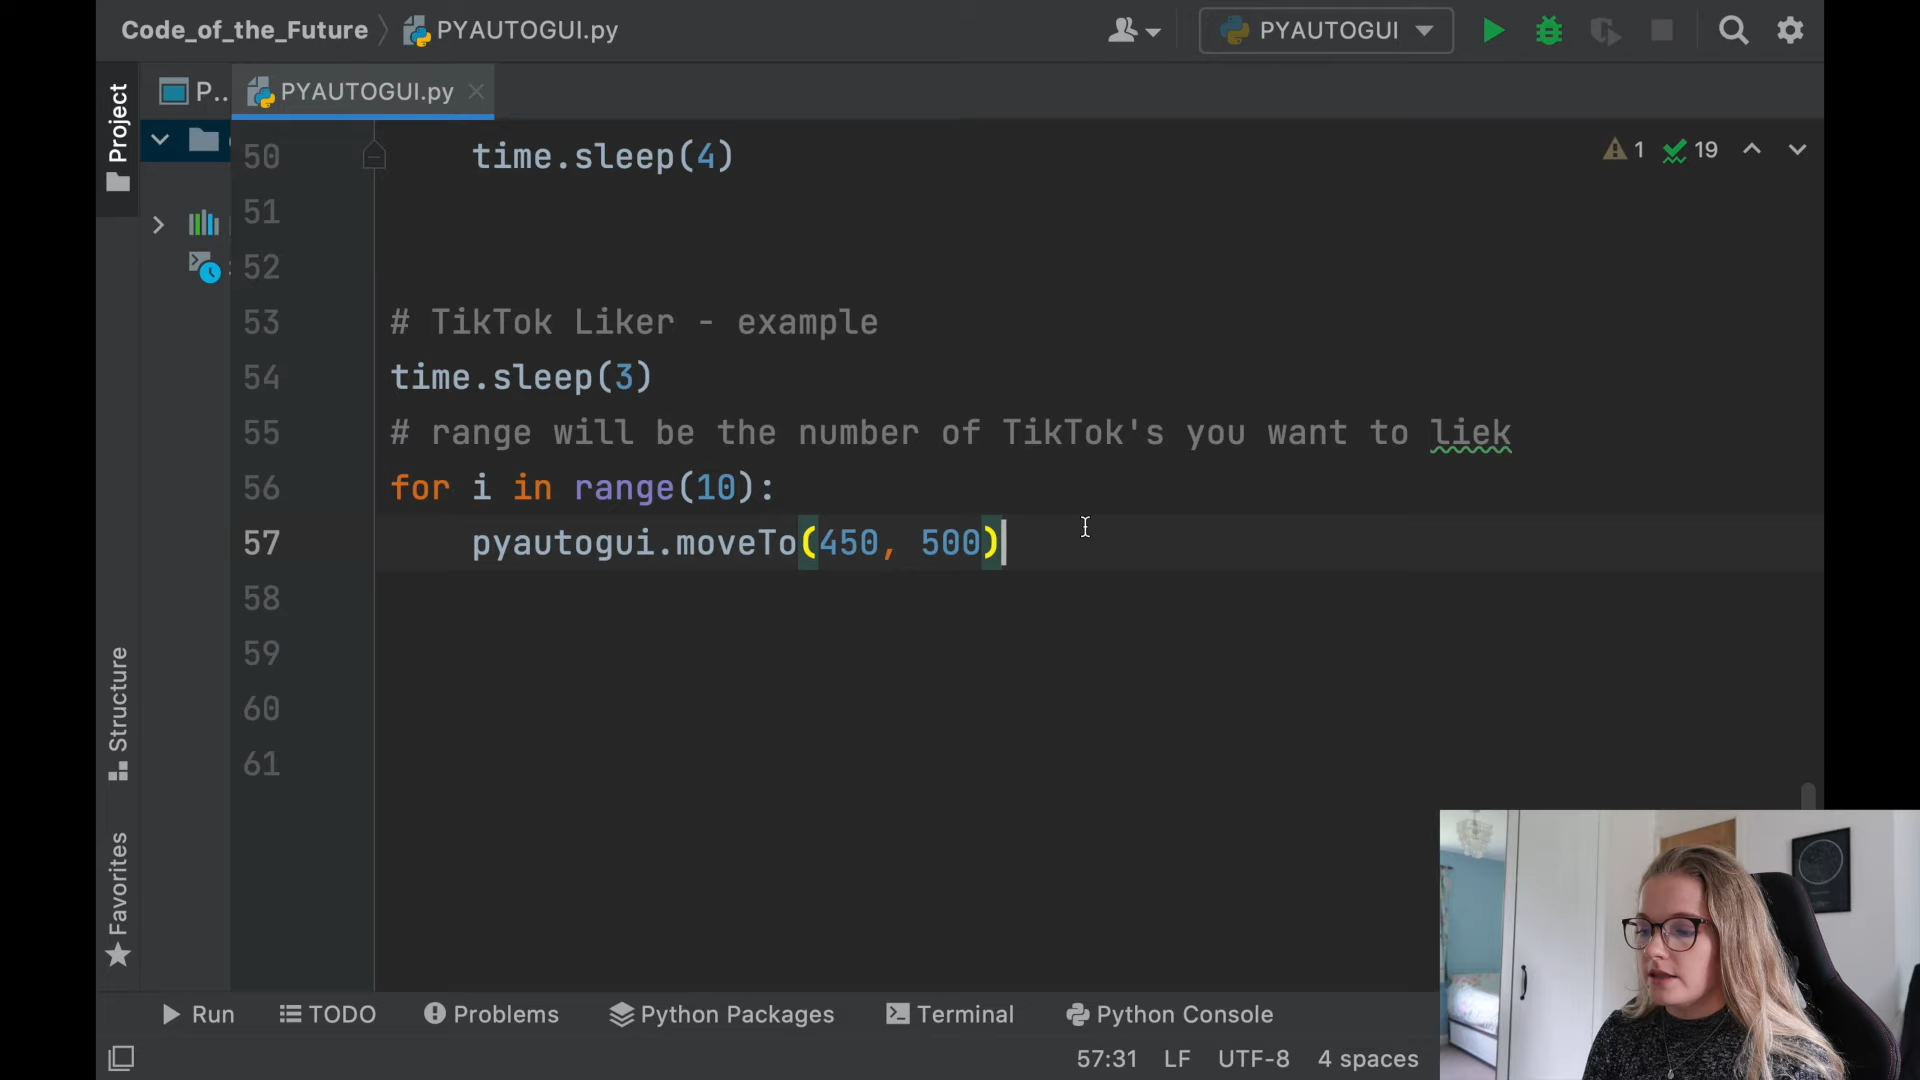 Code_of_the_Future PYAUTOGUI.py PYAUTOGUI
P.. PYAUTOGUI.py
Project
50 time.sleep(4)
1 19
51
52
53 # TikTok Liker - example
54 time.sleep(3)
55 # range will be the number of TikTok's you want to liek
56 for i in range(10):
57 pyautogui.moveTo(450, 500)
58
59
60
61
Structure
Favorites
Run TODO Problems Python Packages Terminal Python Console
57:31 LF UTF-8 4 spaces